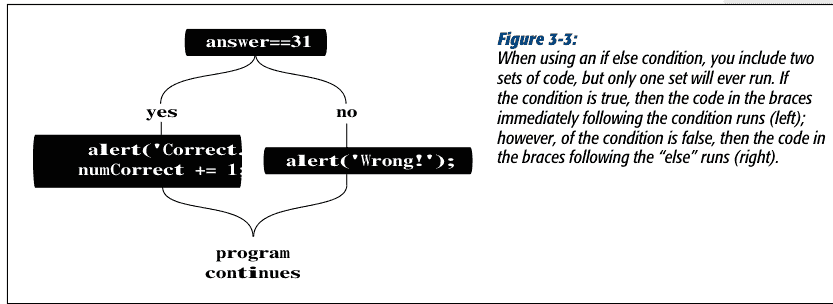 answer==31
yes
no
alert('Correct.
numCorrect += 1;
alert('Wrong!');
program
continues
Figure 3-3:
When using an if else condition, you include two
sets of code, but only one set will ever run. If
the condition is true, then the code in the braces
immediately following the condition runs (left);
however, of the condition is false, then the code in
the braces following the “else” runs (right).